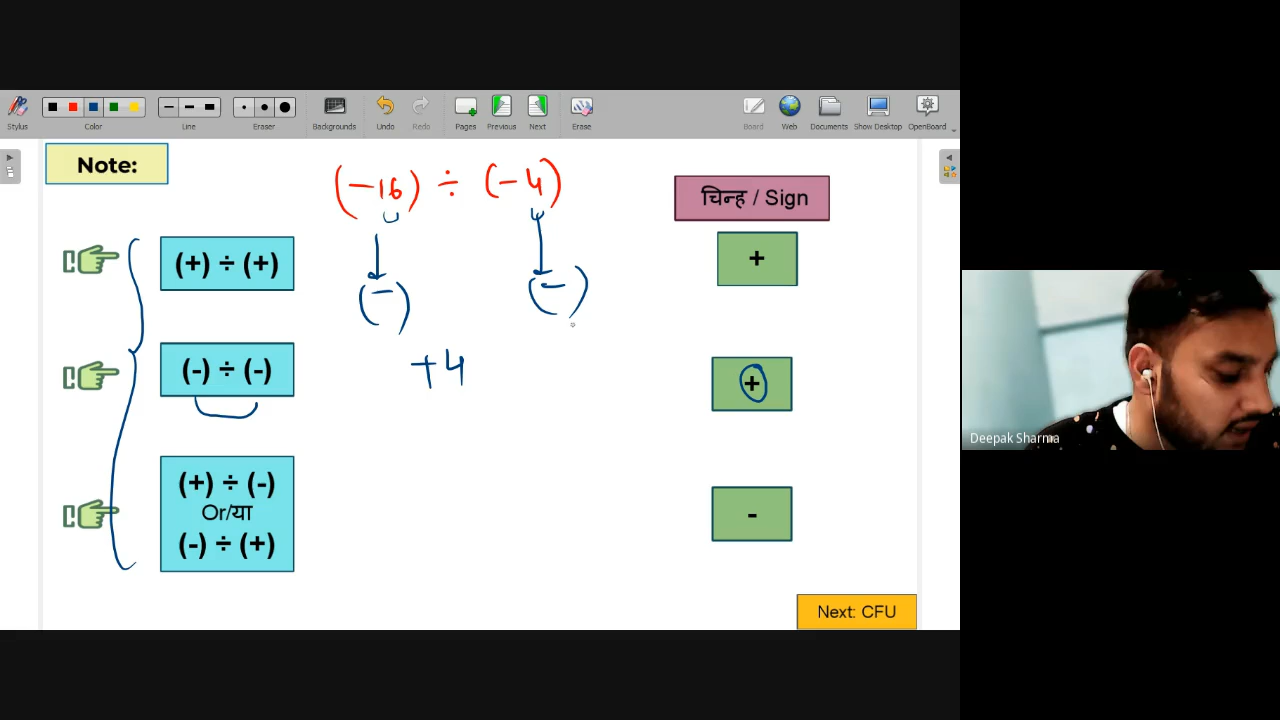 Stylus
Color
Line
Eraser
Backgrounds
Undo
Redo
Pages
Previous
Next
Erase
Board
Web
Documents
Show Desktop
OpenBoard
Note:
(-16) ÷ (-4)
चिन्ह / Sign
(+) ÷ (+)
(-)
(-)
+
(-) ÷ (-)
+4
+
(+) ÷ (-)
Or/या
(-) ÷ (+)
-
Next: CFU
Deepak Sharma